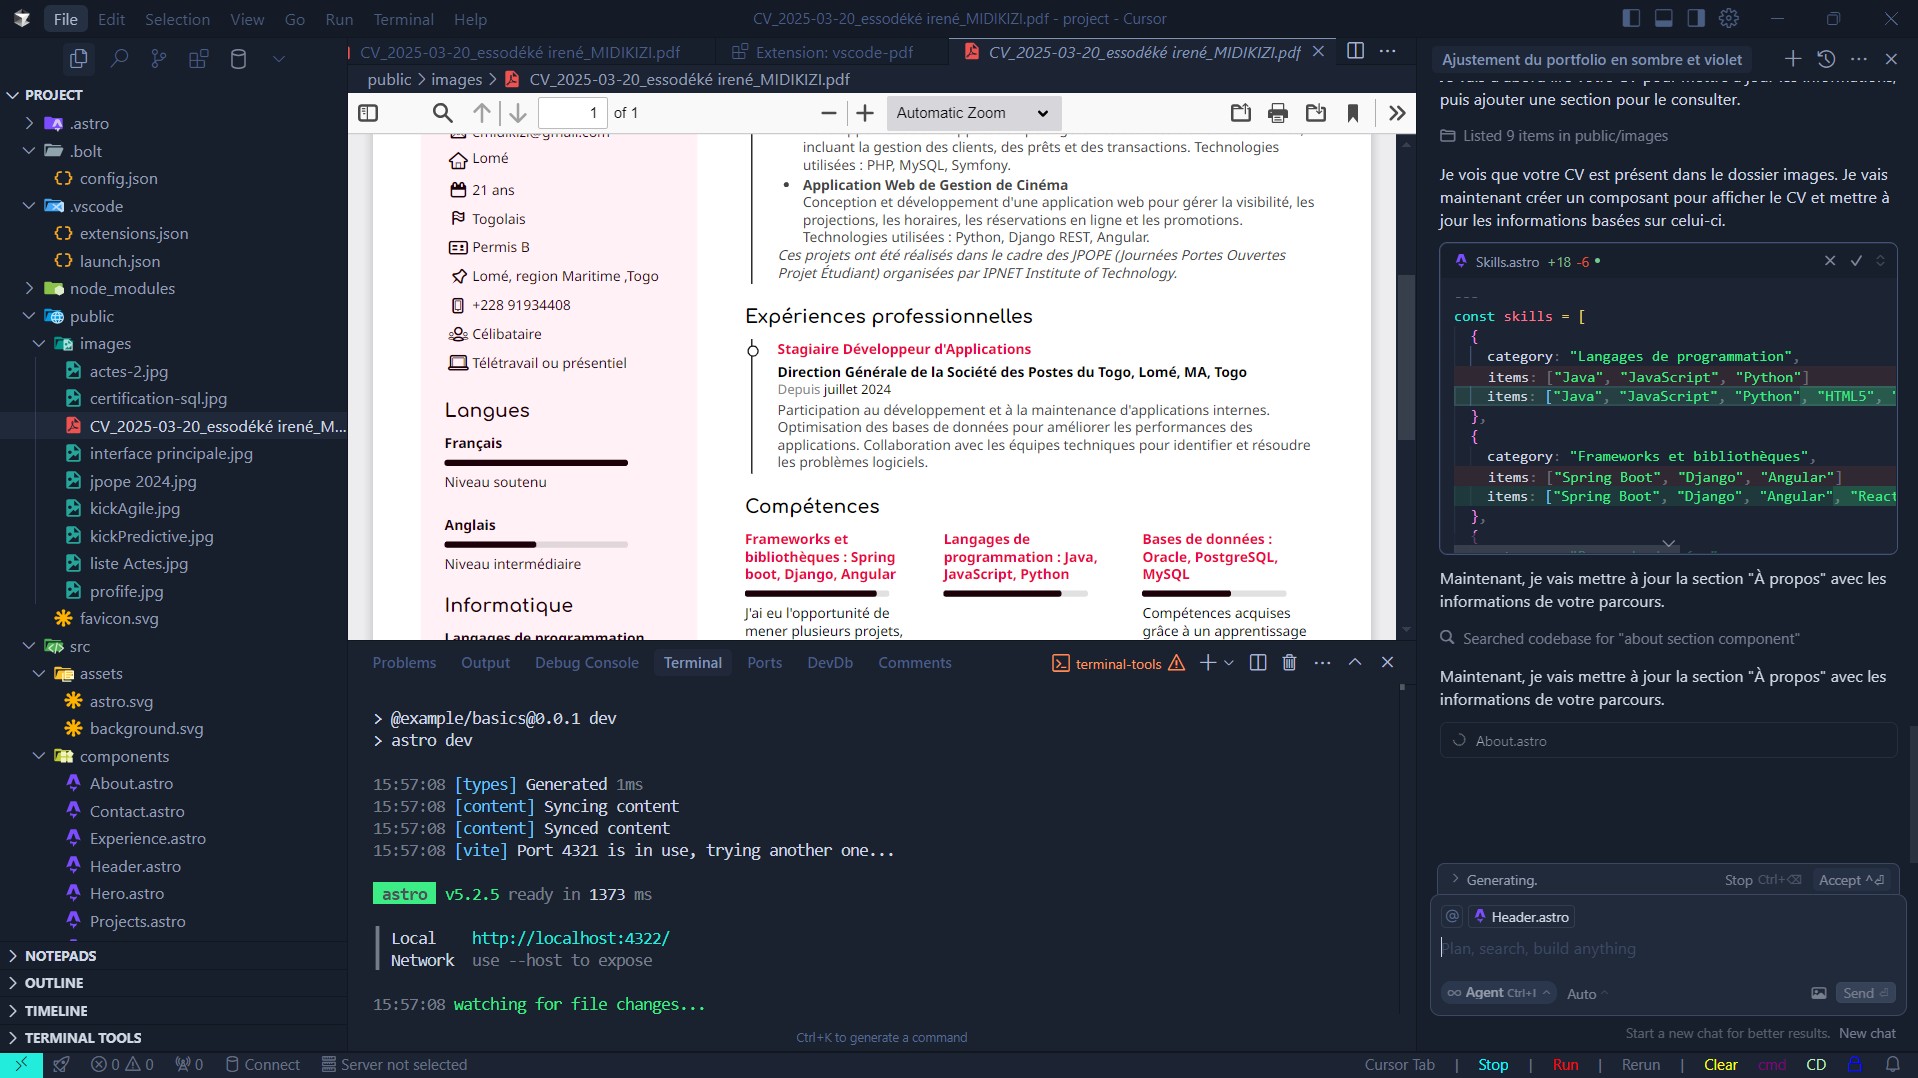 File Edit Selection View Go Run Terminal Help
CV_2025-03-20_essodéké irené_MIDIKIZI.pdf - project - Cursor
PROJECT
.astro
.bolt
config.json
.vscode
extensions.json
launch.json
node_modules
public
images
actes-2.jpg
certification-sql.jpg
CV_2025-03-20_essodéké irené_M...
interface principale.jpg
jpope 2024.jpg
kickAgile.jpg
kickPredictive.jpg
liste Actes.jpg
profife.jpg
favicon.svg
src
assets
astro.svg
background.svg
components
About.astro
Contact.astro
Experience.astro
Header.astro
Hero.astro
Projects.astro
NOTEPADS
OUTLINE
TIMELINE
TERMINAL TOOLS
CV_2025-03-20_essodéké irené_MIDIKIZI.pdf
Extension: vscode-pdf
CV_2025-03-20_essodéké irené_MIDIKIZI.pdf
public > images > CV_2025-03-20_essodéké irené_MIDIKIZI.pdf
1 of 1
Automatic Zoom
emidikizi@gmail.com
Lomé
21 ans
Togolais
Permis B
Lomé, region Maritime ,Togo
+228 91934408
Célibataire
Télétravail ou présentiel
Langues
Français
Niveau soutenu
Anglais
Niveau intermédiaire
Informatique
Langages de programmation
incluant la gestion des clients, des prêts et des transactions. Technologies
utilisées : PHP, MySQL, Symfony.
• Application Web de Gestion de Cinéma
Conception et développement d'une application web pour gérer la visibilité, les
projections, les horaires, les réservations en ligne et les promotions.
Technologies utilisées : Python, Django REST, Angular.
Ces projets ont été réalisés dans le cadre des JPOPE (Journées Portes Ouvertes
Projet Étudiant) organisées par IPNET Institute of Technology.
Expériences professionnelles
Stagiaire Développeur d'Applications
Direction Générale de la Société des Postes du Togo, Lomé, MA, Togo
Depuis juillet 2024
Participation au développement et à la maintenance d'applications internes.
Optimisation des bases de données pour améliorer les performances des
applications. Collaboration avec les équipes techniques pour identifier et résoudre
les problèmes logiciels.
Compétences
Frameworks et
bibliothèques : Spring
boot, Django, Angular
J'ai eu l'opportunité de
mener plusieurs projets,
Langages de
programmation : Java,
JavaScript, Python
Bases de données :
Oracle, PostgreSQL,
MySQL
Compétences acquises
grâce à un apprentissage
Problems Output Debug Console Terminal Ports DevDb Comments
terminal-tools
> @example/basics@0.0.1 dev
> astro dev
15:57:08 [types] Generated 1ms
15:57:08 [content] Syncing content
15:57:08 [content] Synced content
15:57:08 [vite] Port 4321 is in use, trying another one...
astro v5.2.5 ready in 1373 ms
Local http://localhost:4322/
Network use --host to expose
15:57:08 watching for file changes...
Ctrl+K to generate a command
Ajustement du portfolio en sombre et violet
puis ajouter une section pour le consulter.
Listed 9 items in public/images
Je vois que votre CV est présent dans le dossier images. Je vais
maintenant créer un composant pour afficher le CV et mettre à
jour les informations basées sur celui-ci.
Skills.astro +18 -6
---
const skills = [
{
category: "Langages de programmation",
items: ["Java", "JavaScript", "Python"]
items: ["Java", "JavaScript", "Python", "HTML5", "
},
{
category: "Frameworks et bibliothèques",
items: ["Spring Boot", "Django", "Angular"]
items: ["Spring Boot", "Django", "Angular", "React
},
{
Maintenant, je vais mettre à jour la section "À propos" avec les
informations de votre parcours.
Searched codebase for "about section component"
Maintenant, je vais mettre à jour la section "À propos" avec les
informations de votre parcours.
About.astro
Generating.
Stop Ctrl+⌫ Accept ^⏎
@ Header.astro
Plan, search, build anything
∞ Agent Ctrl+I Auto
Send ⏎
Start a new chat for better results. New chat
0 0 0 Connect Server not selected
Cursor Tab | Stop | Run | Rerun | Clear cmd CD